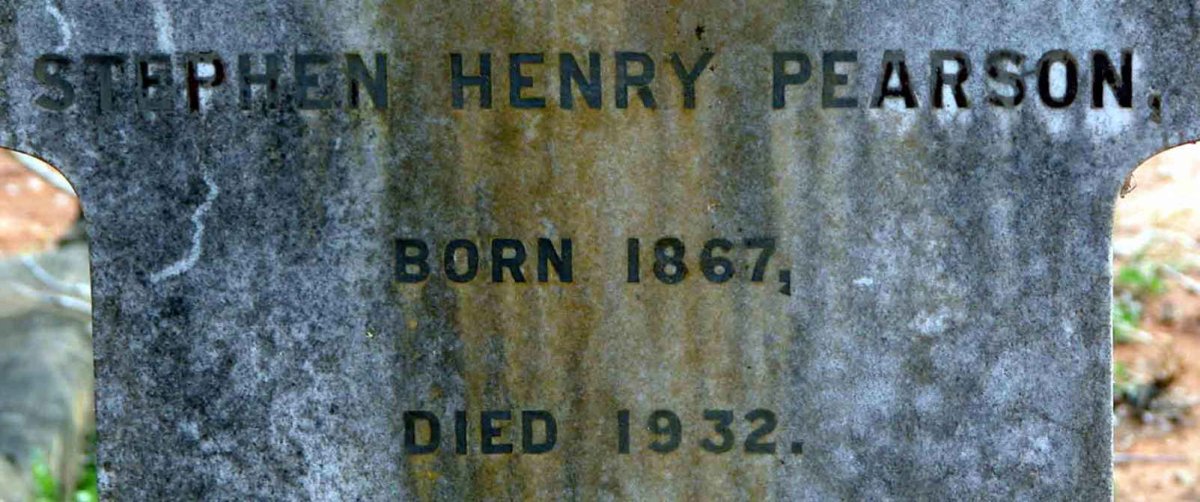 STEPHEN HENRY PEARSON,
BORN 1867,
DIED 1932.